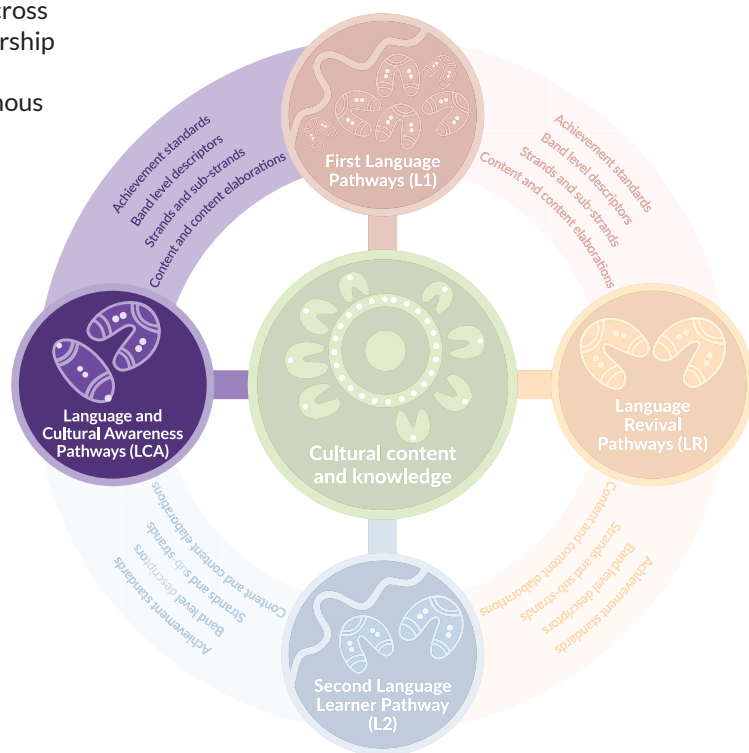 cross
rship
nous
First Language
Pathways (L1)
Achievement standards
Band level descriptors
Strands and sub-strands
Content and content elaborations
Achievement standards
Band level descriptors
Strands and sub-strands
Content and content elaborations
Language and
Cultural Awareness
Pathways (LCA)
Cultural content
and knowledge
Language
Revival
Pathways (LR)
Content and content elaborations
Strands and sub-strands
Band level descriptors
Achievement standards
Content and content elaborations
Strands and sub-strands
Band level descriptors
Achievement standards
Second Language
Learner Pathway
(L2)